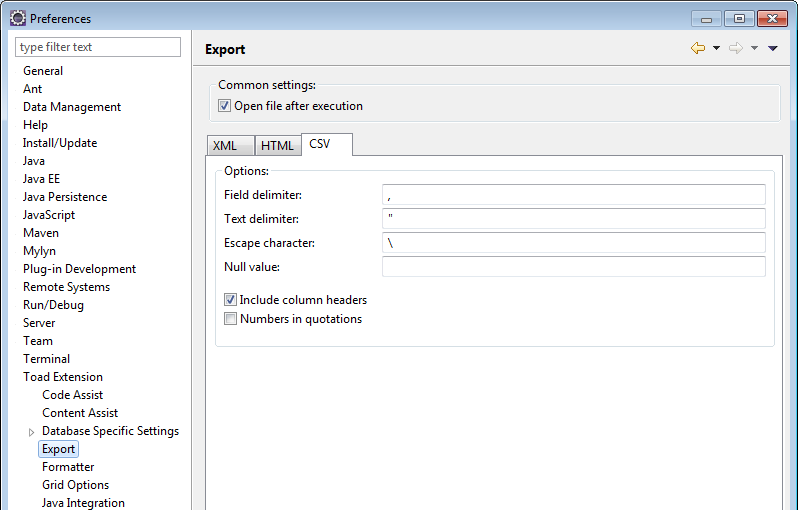 Preferences
type filter text
General
Ant
Data Management
Help
Install/Update
Java
Java EE
Java Persistence
JavaScript
Maven
Mylyn
Plug-in Development
Remote Systems
Run/Debug
Server
Team
Terminal
Toad Extension
Code Assist
Content Assist
Database Specific Settings
Export
Formatter
Grid Options
Java Integration
Export
Common settings:
Open file after execution
XML HTML CSV
Options:
Field delimiter: ,
Text delimiter: "
Escape character: \
Null value:
Include column headers
Numbers in quotations